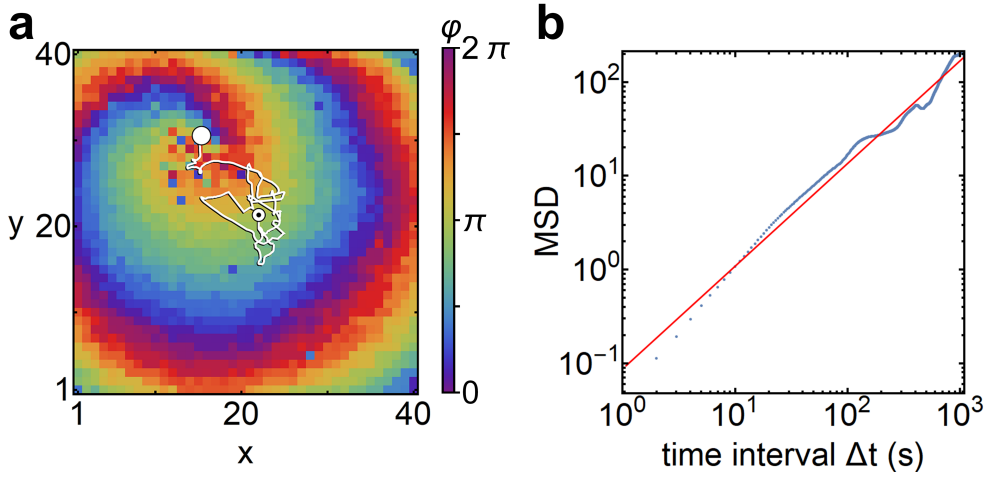 a
φ
2 π
π
0
40
y 20
1
1 20 40
x
b
MSD
10²
10¹
10⁰
10⁻¹
10⁰ 10¹ 10² 10³
time interval Δt (s)